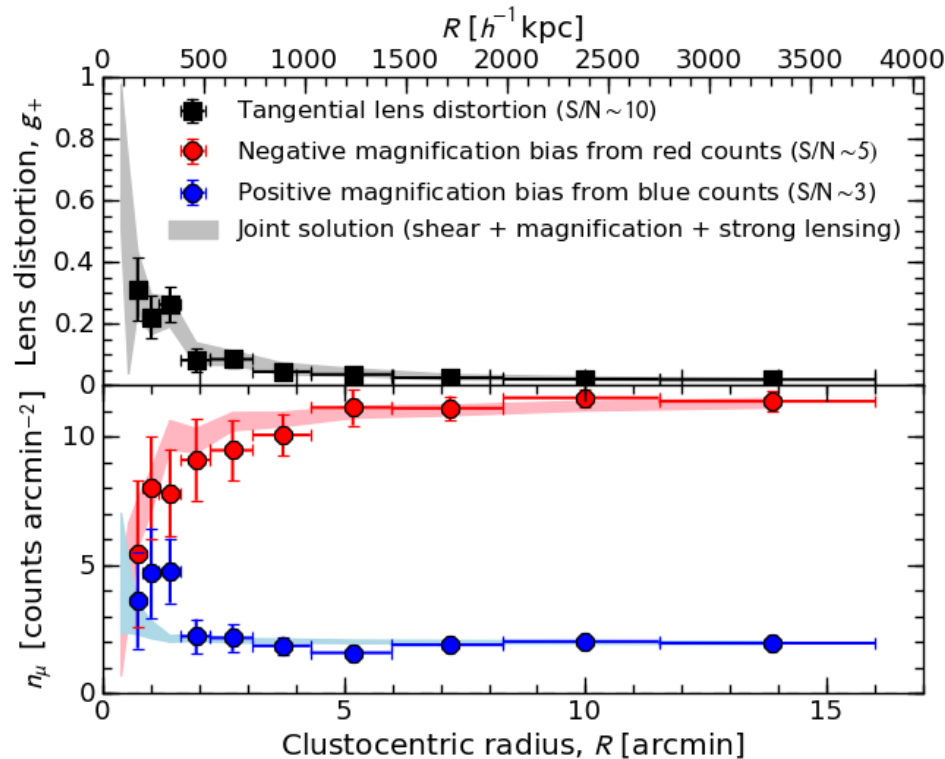 R [h⁻¹ kpc]
0 500 1000 1500 2000 2500 3000 3500 4000
1
0.8
0.6
0.4
0.2
0
Lens distortion, g₊
Tangential lens distortion (S/N~10)
Negative magnification bias from red counts (S/N~5)
Positive magnification bias from blue counts (S/N~3)
Joint solution (shear + magnification + strong lensing)
10
5
0
n_μ [counts arcmin⁻²]
0 5 10 15
Clustocentric radius, R [arcmin]